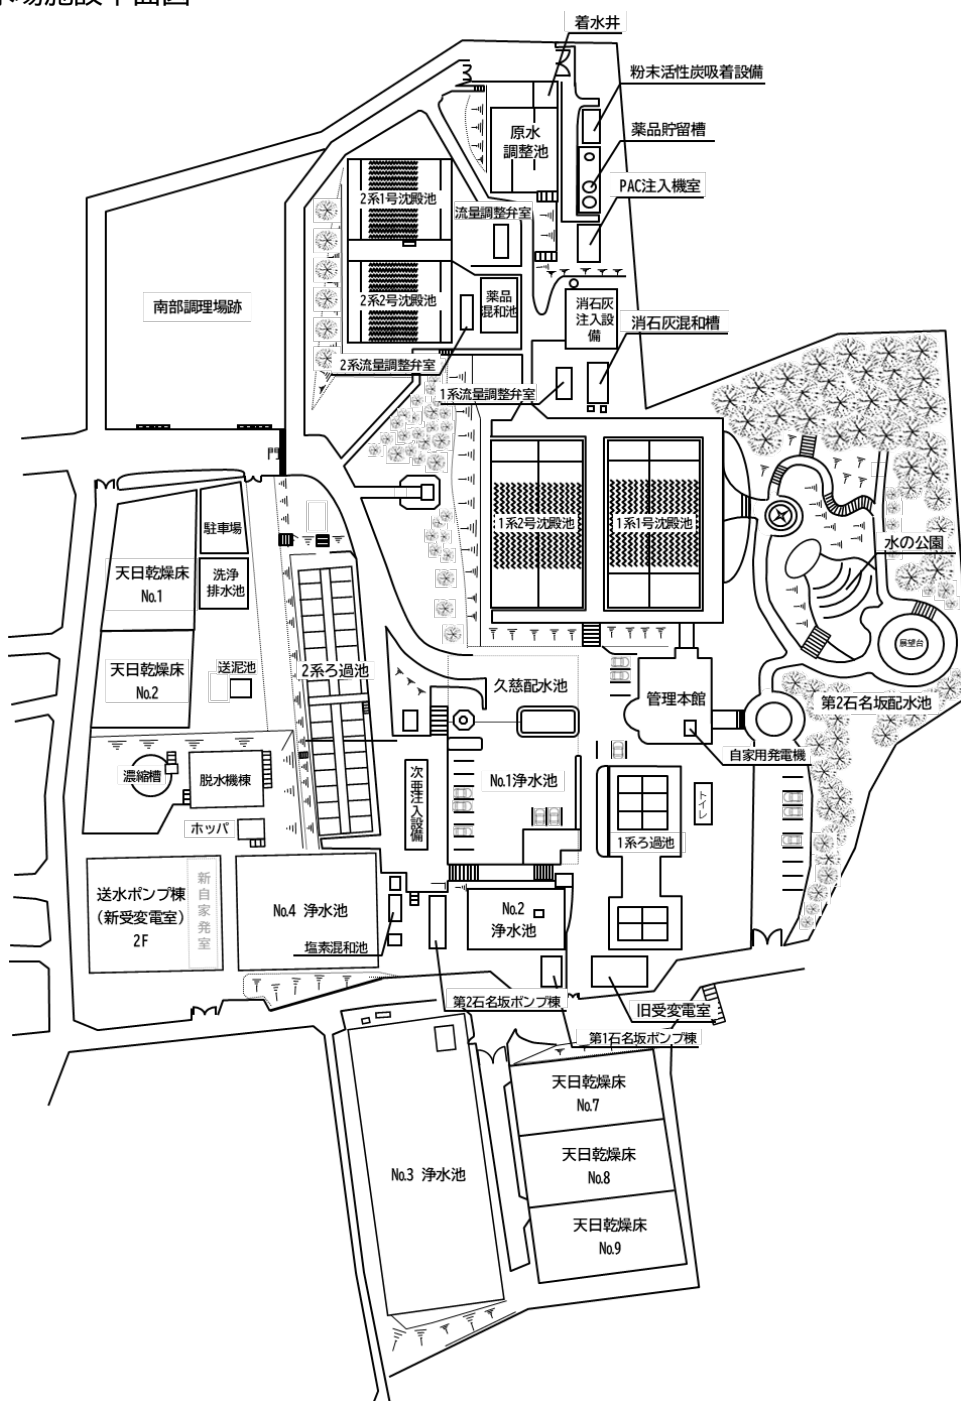 場施設平面図
着水井
粉末活性炭吸着設備
原水
調整池
薬品貯留槽
PAC注入機室
2系1号沈殿池
流量調整弁室
2系2号沈殿池
薬品
混和池
消石灰
注入設
備
南部調理場跡
消石灰混和槽
2系流量調整弁室
1系流量調整弁室
門
1系2号沈殿池
1系1号沈殿池
駐車場
水の公園
天日乾燥床
No.1
洗浄
排水池
展望台
天日乾燥床
No.2
送泥池
2系ろ過池
久慈配水池
管理本館
第2石名坂配水池
自家用発電機
濃縮槽
脱水機棟
次亜注入設備
No.1浄水池
トイレ
ホッパ
1系ろ過池
送水ポンプ棟
(新受変電室)
2F
新自家発室
No.4 浄水池
No.2
浄水池
塩素混和池
第2石名坂ポンプ棟
旧受変電室
第1石名坂ポンプ棟
天日乾燥床
No.7
天日乾燥床
No.8
No.3 浄水池
天日乾燥床
No.9